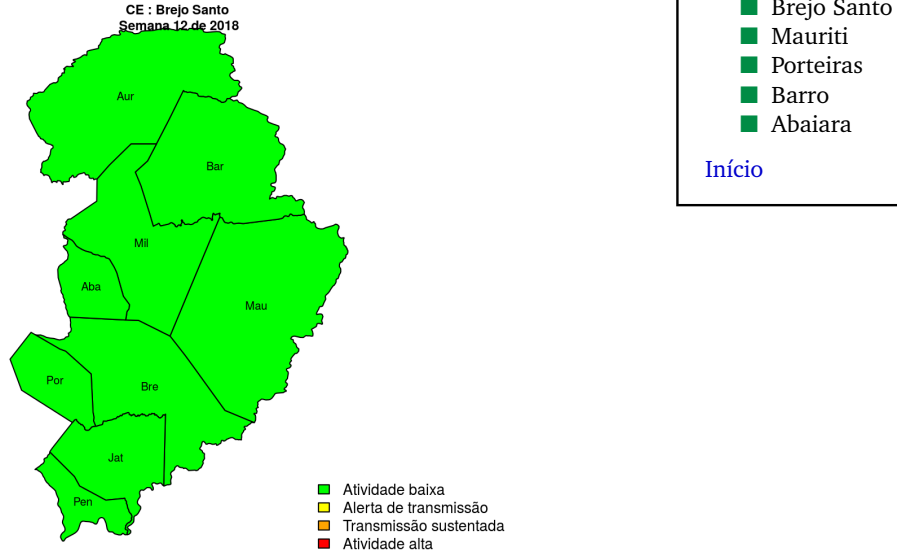 CE : Brejo Santo
Semana 12 de 2018
Aur
Bar
Mil
Aba
Mau
Por
Bre
Jat
Pen
Atividade baixa
Alerta de transmissão
Transmissão sustentada
Atividade alta
Brejo Santo
Mauriti
Porteiras
Barro
Abaiara
Início